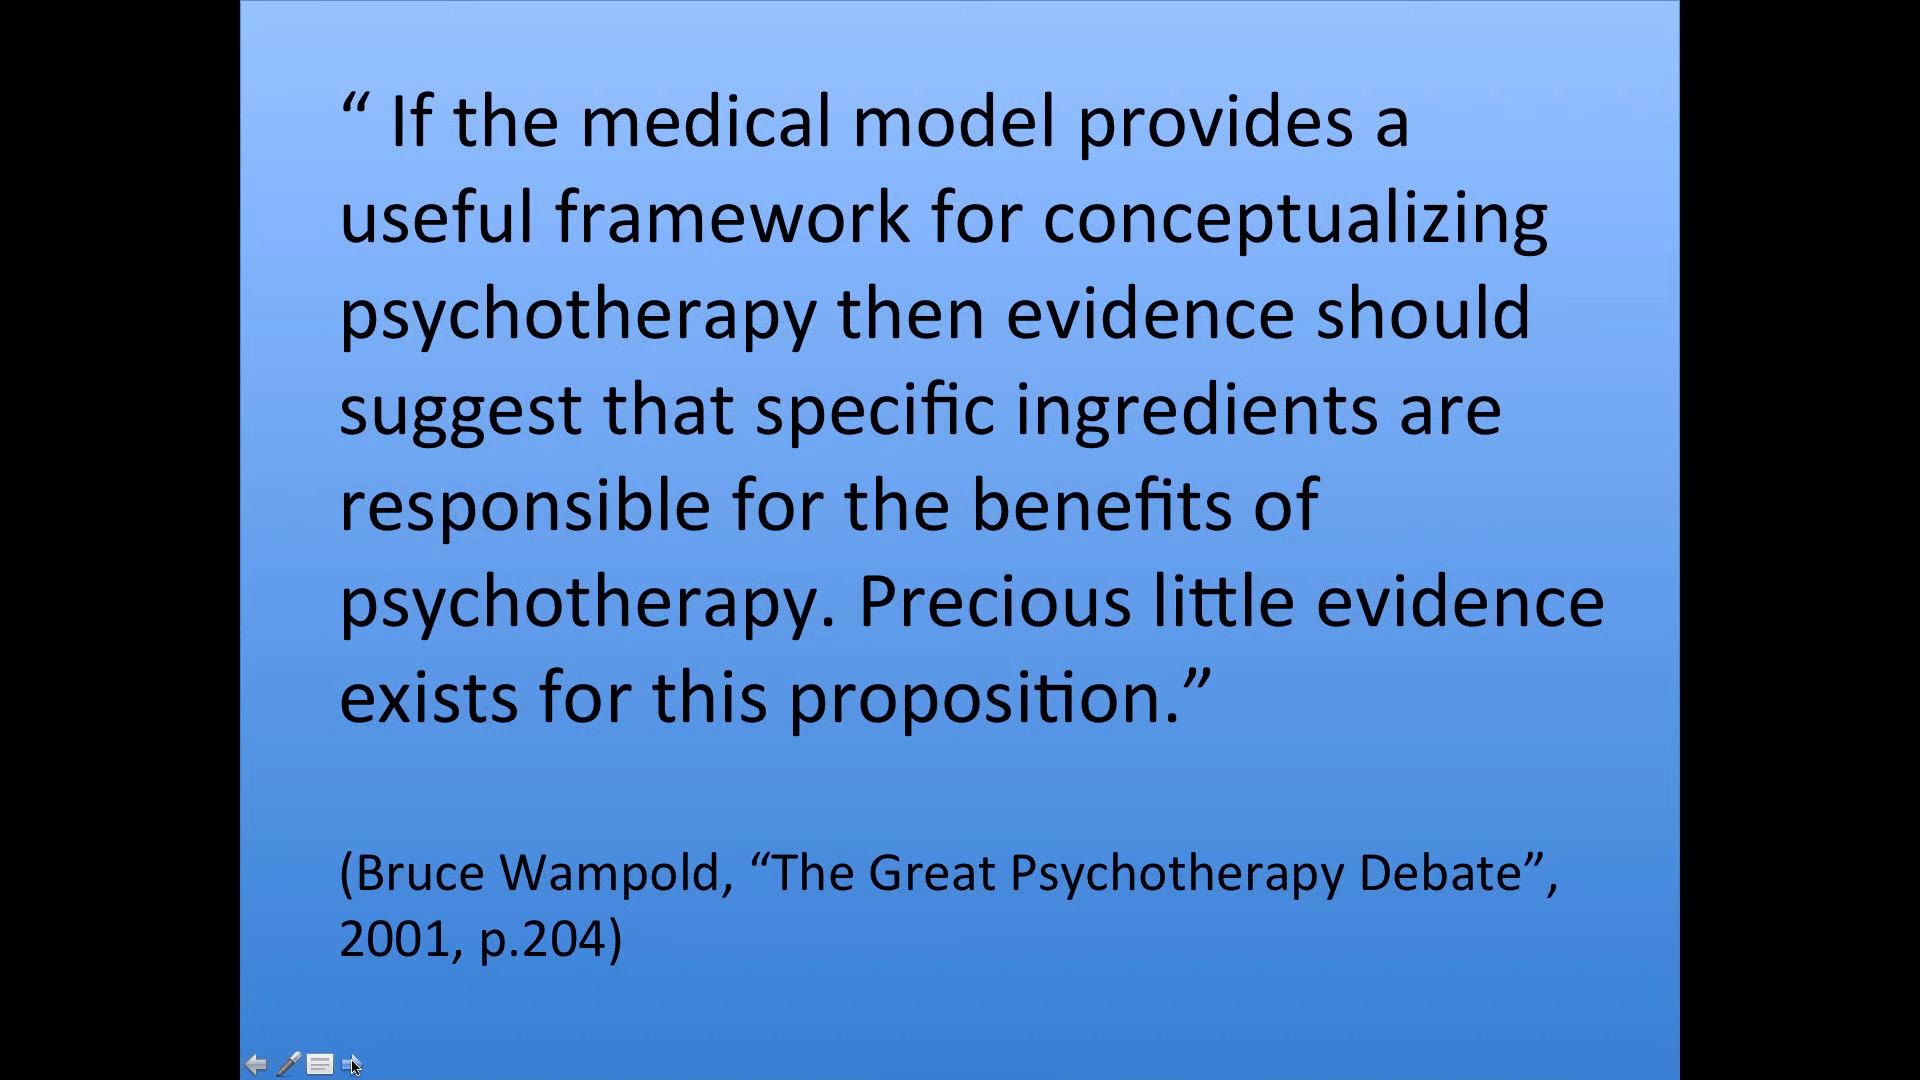 “ If the medical model provides a
useful framework for conceptualizing
psychotherapy then evidence should
suggest that specific ingredients are
responsible for the benefits of
psychotherapy. Precious little evidence
exists for this proposition.”
(Bruce Wampold, “The Great Psychotherapy Debate”,
2001, p.204)